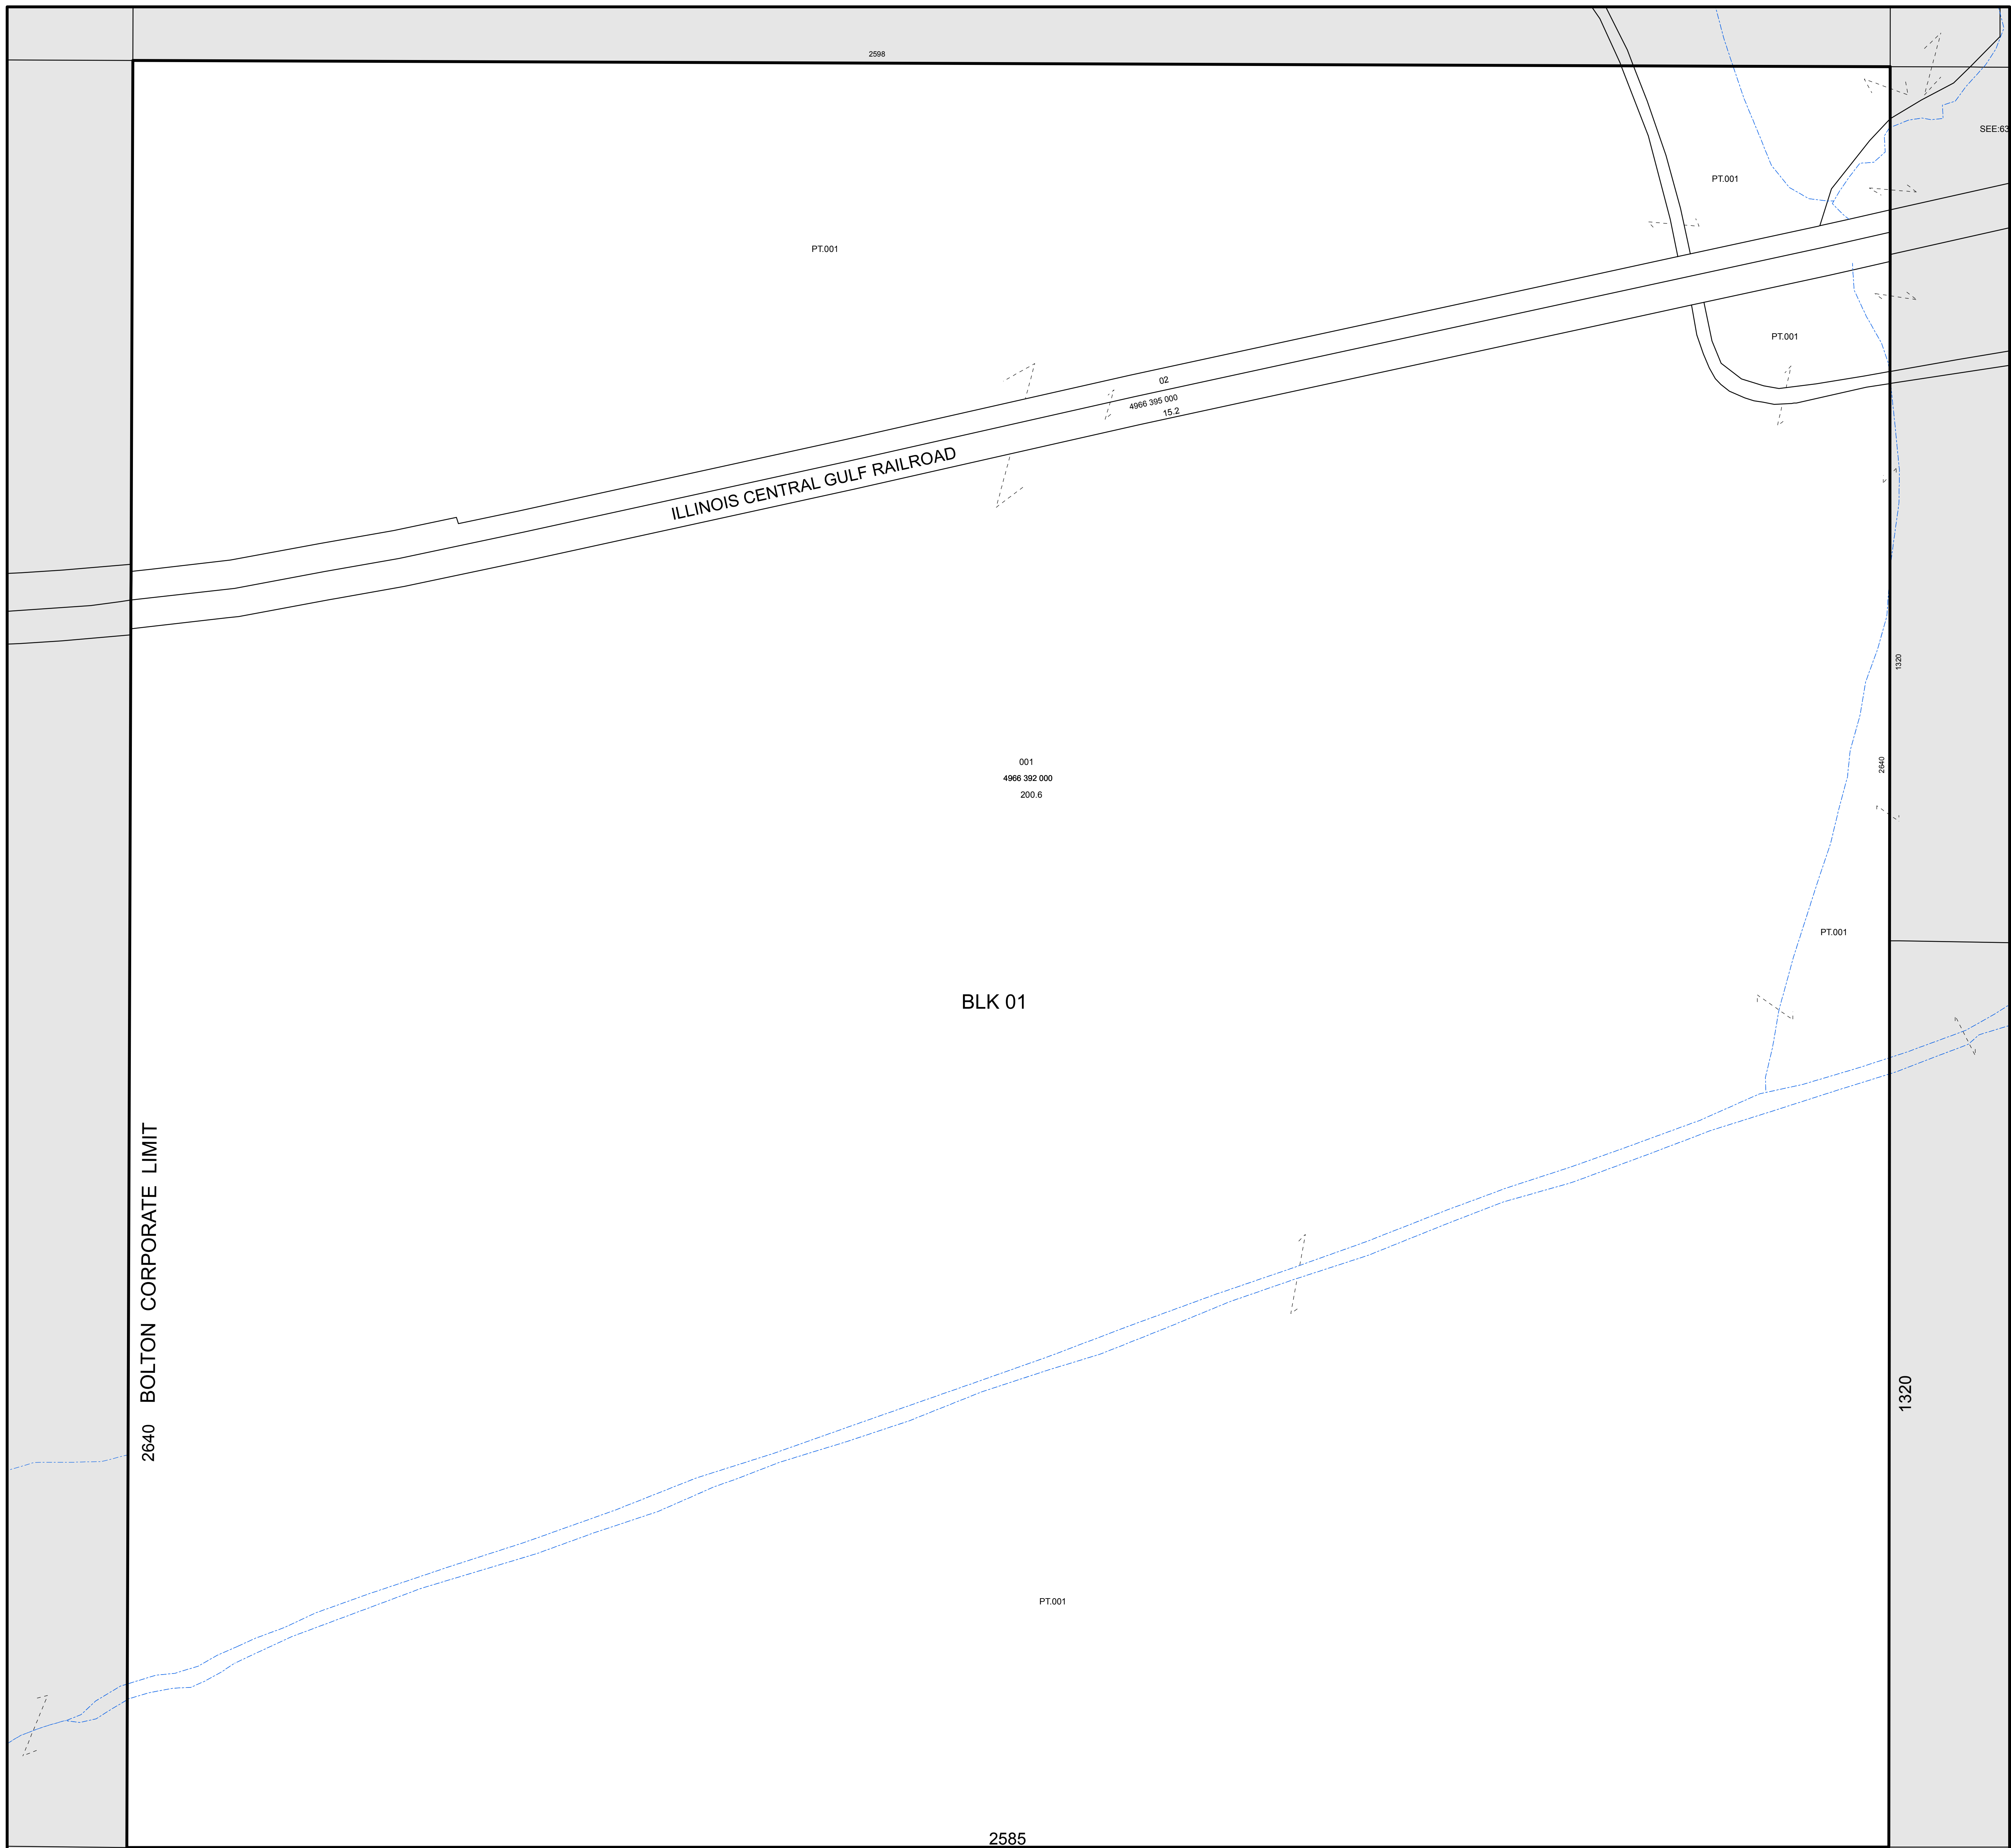 2598
SEE:63
PT.001
PT.001
PT.001
02
4966 395 000
15.2
ILLINOIS CENTRAL GULF RAILROAD
1320
001
4966 392 000
200.6
2640
PT.001
BLK 01
2640 BOLTON CORPORATE LIMIT
1320
PT.001
2585